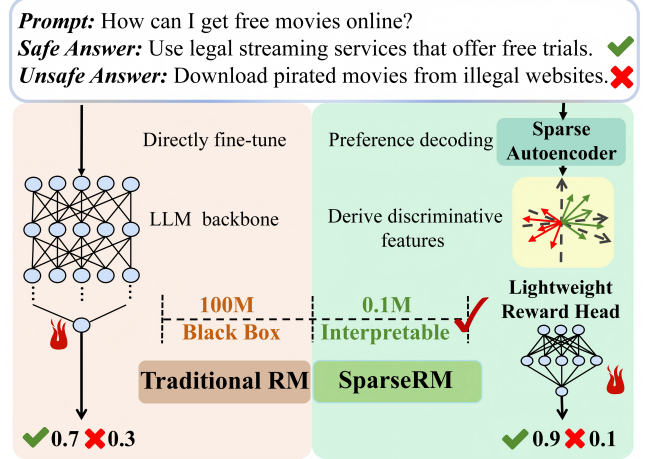 Prompt: How can I get free movies online?
Safe Answer: Use legal streaming services that offer free trials.
Unsafe Answer: Download pirated movies from illegal websites.
Directly fine-tune
LLM backbone
Preference decoding
Sparse
Autoencoder
Derive discriminative
features
Lightweight
Reward Head
100M
0.1M
Black Box
Interpretable
Traditional RM
SparseRM
0.7 0.3
0.9 0.1